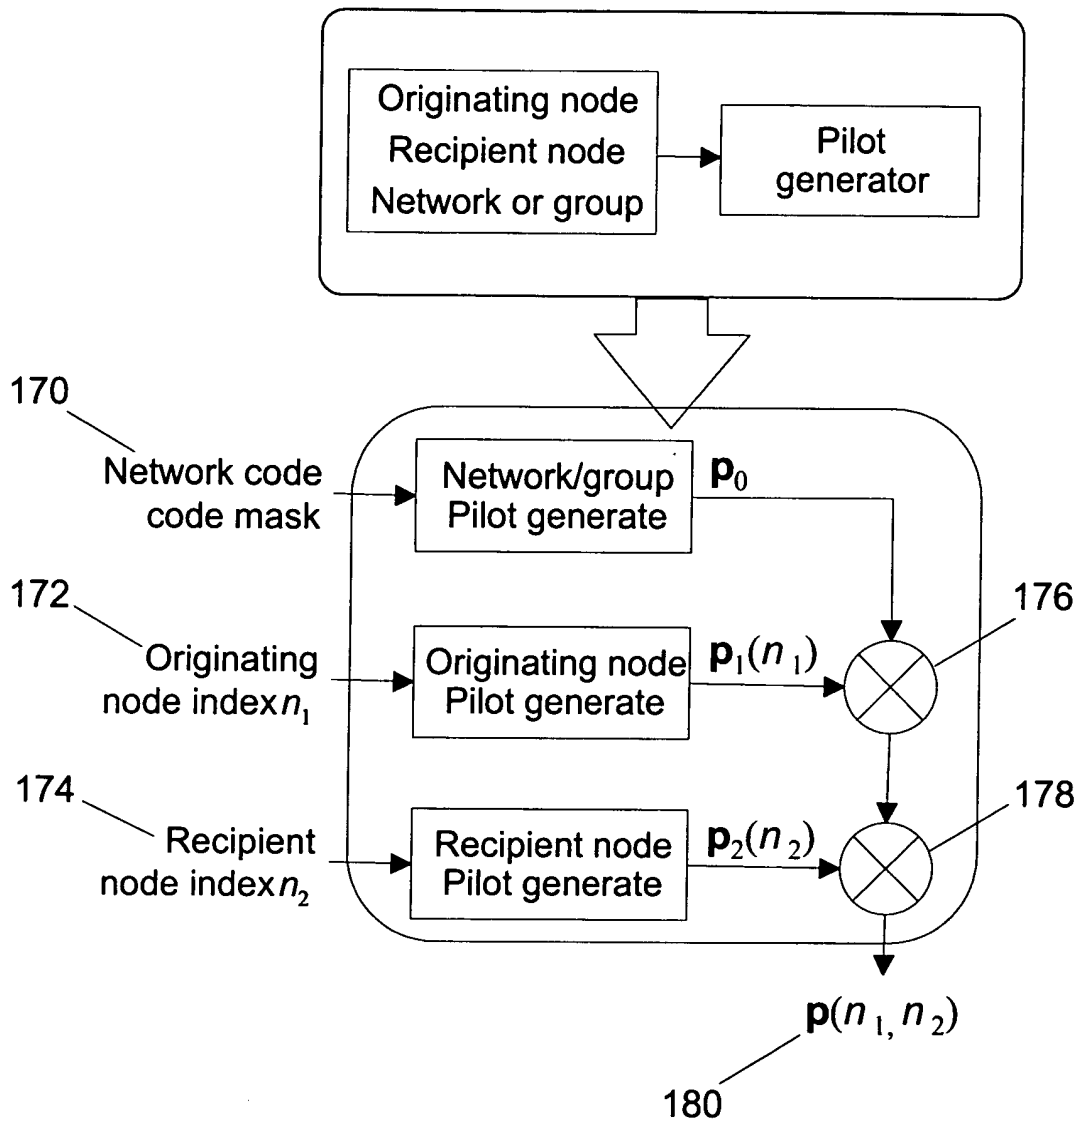 Originating node
Recipient node
Network or group
Pilot
generator
170
Network code
code mask
Network/group
Pilot generate
p0
172
Originating
node index n1
Originating node
Pilot generate
p1(n1)
176
174
Recipient
node index n2
Recipient node
Pilot generate
p2(n2)
178
p(n1, n2)
180